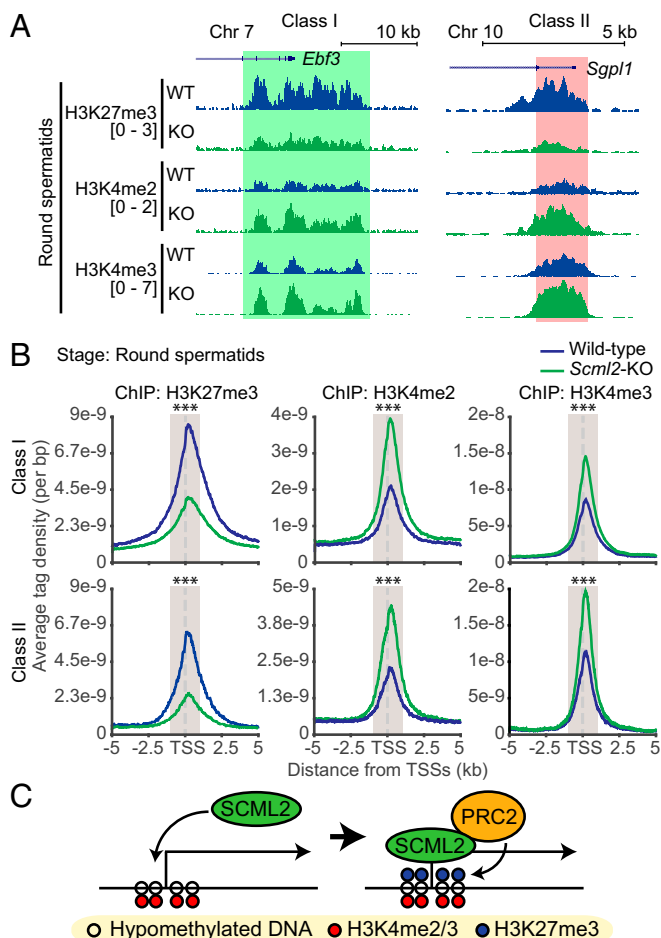 A
Chr 7 Class I 10 kb
Ebf3
Chr 10 Class II 5 kb
Sgpl1
Round spermatids
H3K27me3
[0 - 3]
WT
KO
H3K4me2
[0 - 2]
WT
KO
H3K4me3
[0 - 7]
WT
KO
B
Stage: Round spermatids
Wild-type
Scml2-KO
Average tag density (per bp)
Class I
ChIP: H3K27me3
***
9e-9
6.7e-9
4.5e-9
2.3e-9
0
ChIP: H3K4me2
***
4e-9
3e-9
2e-9
1e-9
0
ChIP: H3K4me3
***
2e-8
1.5e-8
1e-8
5e-9
0
Class II
***
9e-9
6.7e-9
4.5e-9
2.3e-9
0
-5 -2.5 TSS 2.5 5
***
5e-9
3.8e-9
2.5e-9
1.3e-9
0
-5 -2.5 TSS 2.5 5
***
2e-8
1.5e-8
1e-8
5e-9
0
-5 -2.5 TSS 2.5 5
Distance from TSSs (kb)
C
SCML2
SCML2
PRC2
Hypomethylated DNA H3K4me2/3 H3K27me3